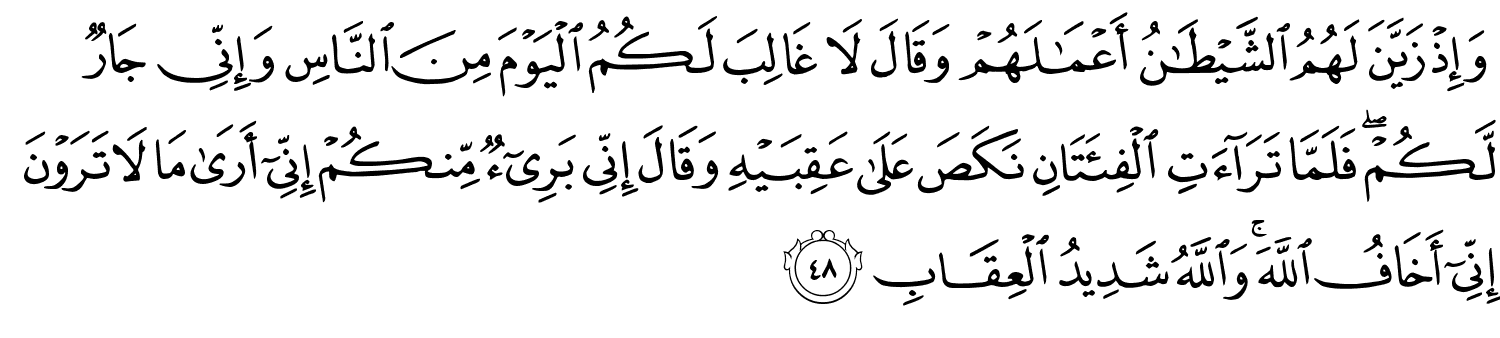 وَإِذۡ زَيَّنَ لَهُمُ ٱلشَّيۡطَٰنُ أَعۡمَٰلَهُمۡ وَقَالَ لَا غَالِبَ لَكُمُ ٱلۡيَوۡمَ مِنَ ٱلنَّاسِ وَإِنِّي جَارٞ
لَّكُمۡۖ فَلَمَّا تَرَآءَتِ ٱلۡفِئَتَانِ نَكَصَ عَلَىٰ عَقِبَيۡهِ وَقَالَ إِنِّي بَرِيٓءٞ مِّنكُمۡ إِنِّيٓ أَرَىٰ مَا لَا تَرَوۡنَ
إِنِّيٓ أَخَافُ ٱللَّهَۚ وَٱللَّهُ شَدِيدُ ٱلۡعِقَابِ ٤٨